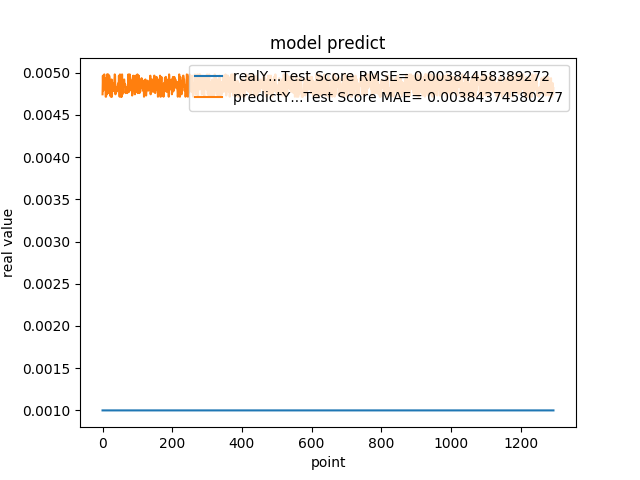 model predict
realY...Test Score RMSE= 0.00384458389272
predictY...Test Score MAE= 0.00384374580277
0.0050
0.0045
0.0040
0.0035
0.0030
0.0025
0.0020
0.0015
0.0010
real value
0 200 400 600 800 1000 1200
point